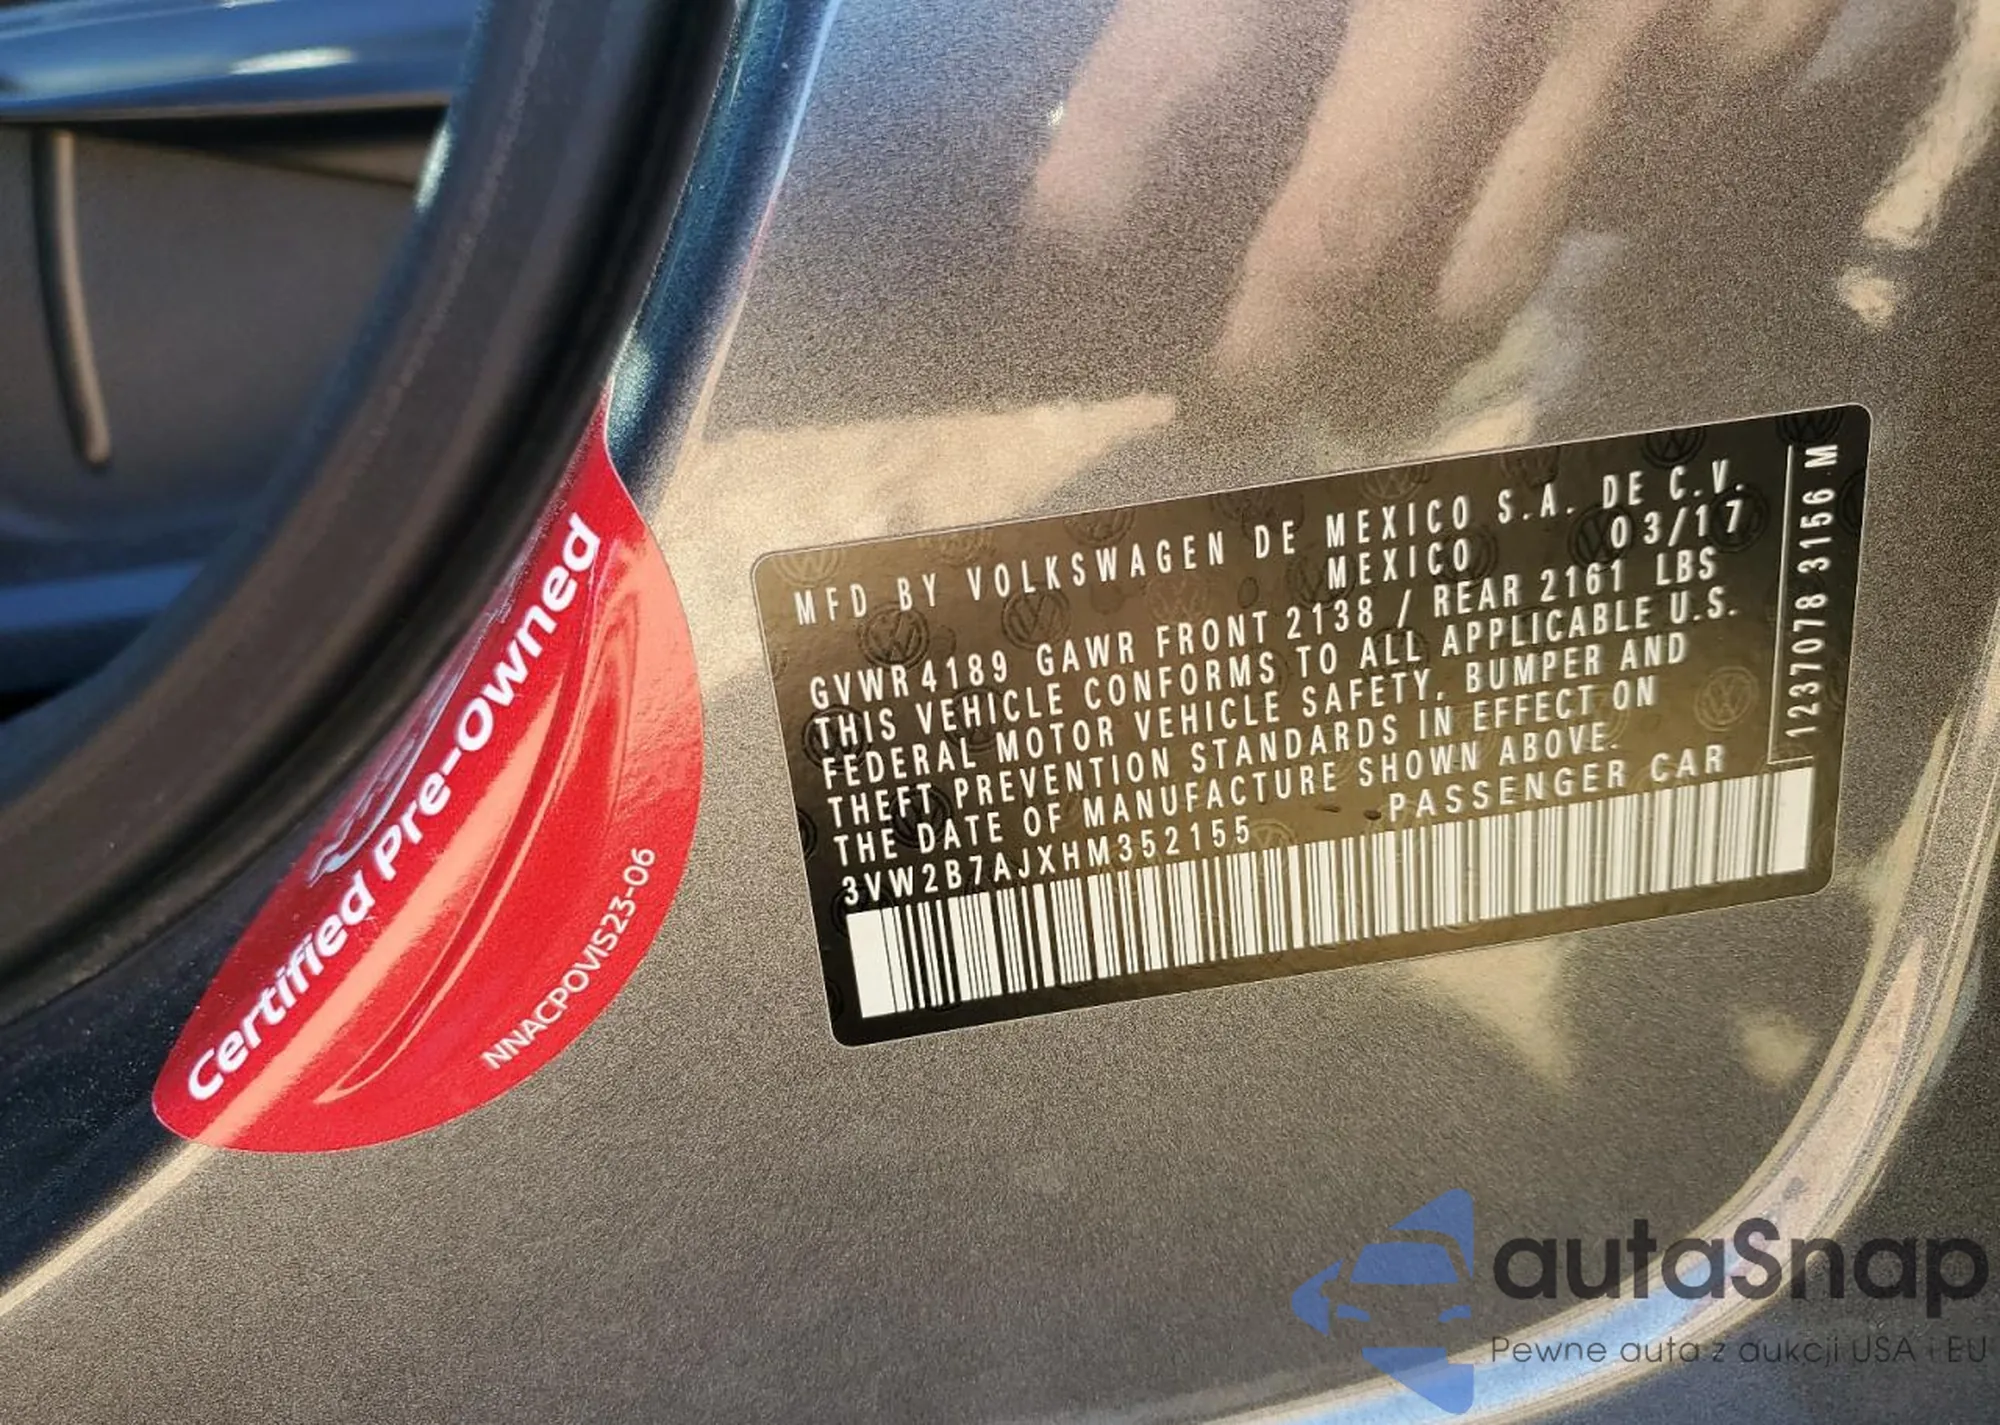 Certified Pre-Owned
NNACPOVIS23-06
MFD BY VOLKSWAGEN DE MEXICO S.A. DE C.V.
MEXICO 03/17
GVWR 4189 GAWR FRONT 2138 / REAR 2161 LBS
THIS VEHICLE CONFORMS TO ALL APPLICABLE U.S.
FEDERAL MOTOR VEHICLE SAFETY, BUMPER AND
THEFT PREVENTION STANDARDS IN EFFECT ON
THE DATE OF MANUFACTURE SHOWN ABOVE.
3VW2B7AJXHM352155 PASSENGER CAR
1237078 3156 M
autaSnap
Pewne auta z aukcji USA i EU